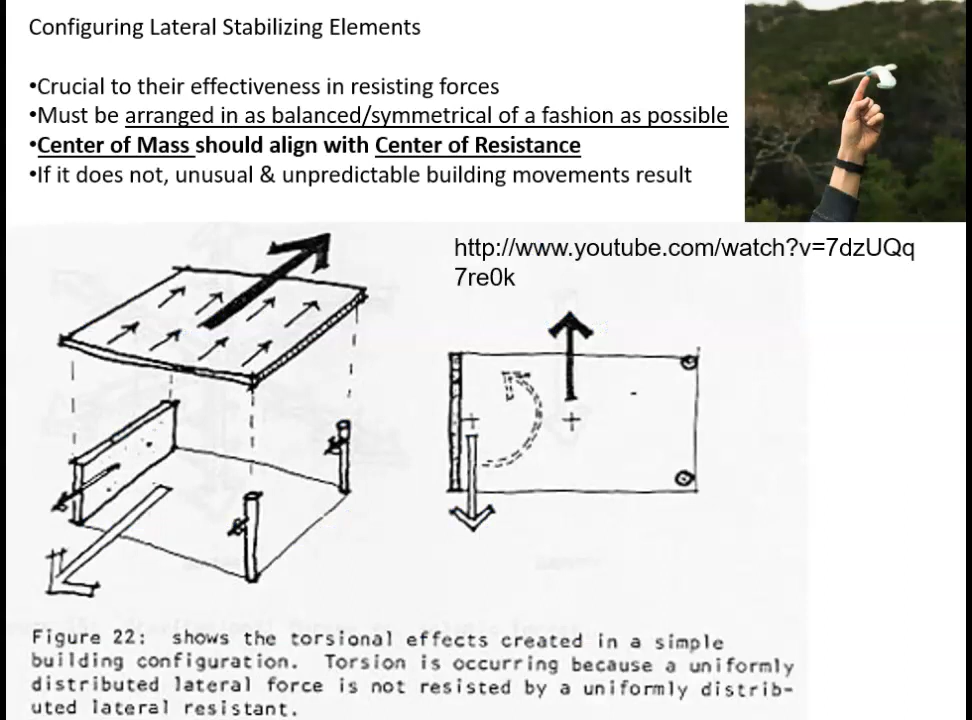 Configuring Lateral Stabilizing Elements
•Crucial to their effectiveness in resisting forces
•Must be arranged in as balanced/symmetrical of a fashion as possible
•Center of Mass should align with Center of Resistance
•If it does not, unusual & unpredictable building movements result
http://www.youtube.com/watch?v=7dzUQq
7re0k
Figure 22: shows the torsional effects created in a simple
building configuration. Torsion is occurring because a uniformly
distributed lateral force is not resisted by a uniformly distrib-
uted lateral resistant.